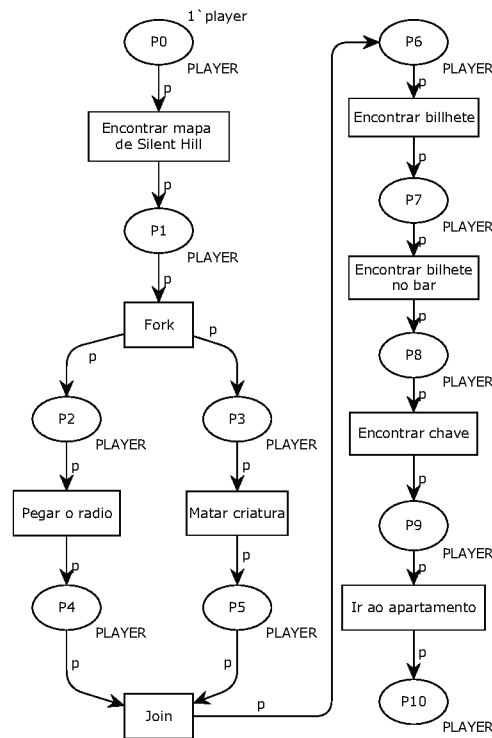 1`player
P0
PLAYER
p
Encontrar mapa
de Silent Hill
p
P1
PLAYER
p
Fork
p
p
P2
PLAYER
P3
PLAYER
p
p
Pegar o radio
Matar criatura
p
p
P4
PLAYER
P5
PLAYER
p
p
Join
p
P6
PLAYER
p
Encontrar billhete
p
P7
PLAYER
p
Encontrar bilhete
no bar
p
P8
PLAYER
p
Encontrar chave
p
P9
PLAYER
p
Ir ao apartamento
p
P10
PLAYER